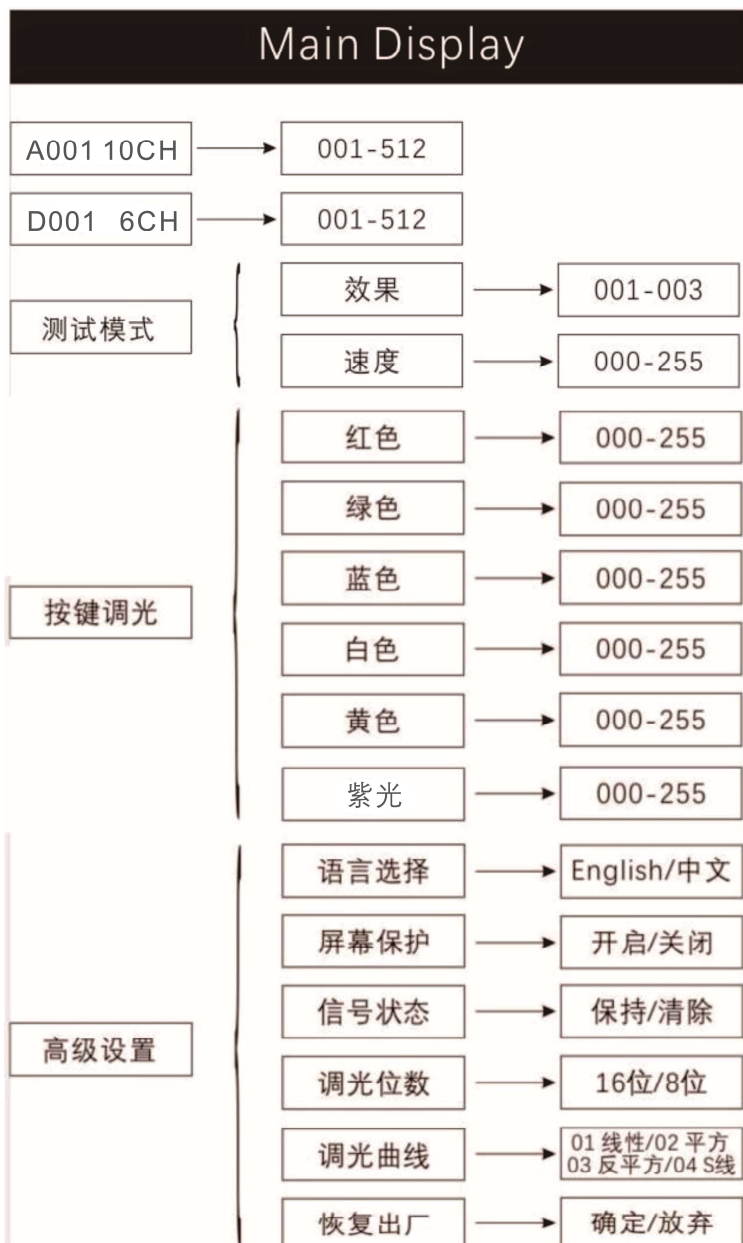 Main Display
A001 10CH
001-512
D001 6CH
001-512
测试模式
效果
001-003
速度
000-255
按键调光
红色
000-255
绿色
000-255
蓝色
000-255
白色
000-255
黄色
000-255
紫光
000-255
高级设置
语言选择
English/中文
屏幕保护
开启/关闭
信号状态
保持/清除
调光位数
16位/8位
调光曲线
01 线性/02 平方
03 反平方/04 S线
恢复出厂
确定/放弃